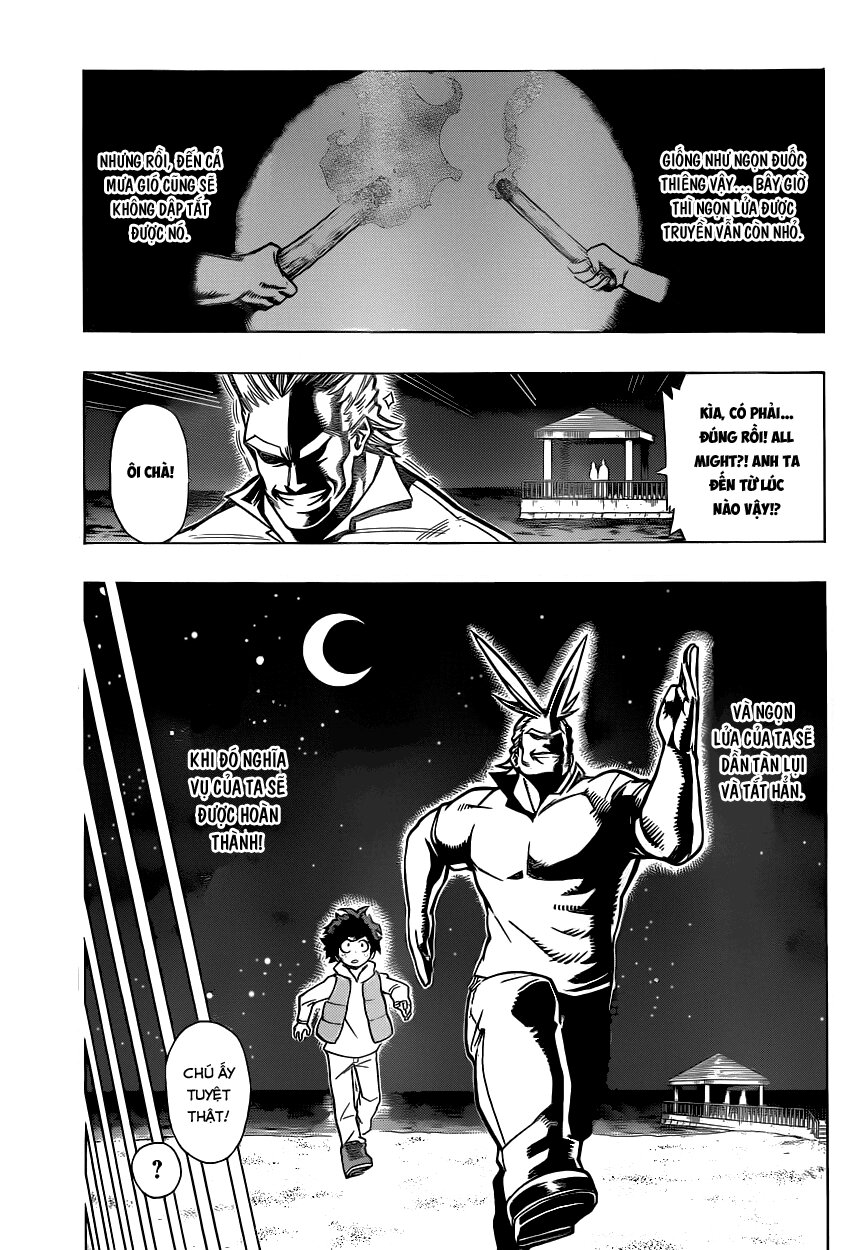 GIỐNG NHƯ NGỌN ĐUỐC
THIÊNG VẬY... BÂY GIỜ
THÌ NGỌN LỬA ĐƯỢC
TRUYỀN VẪN CÒN NHỎ.
NHƯNG RỒI, ĐẾN CẢ
MƯA GIÓ CŨNG SẼ
KHÔNG DẬP TẮT
ĐƯỢC NÓ.
KÌA, CÓ PHẢI...
ĐÚNG RỒI! ALL
MIGHT?! ANH TA
ĐẾN TỪ LÚC
NÀO VẬY!?
ÔI CHÀ!
VÀ NGỌN
LỬA CỦA TA SẼ
DẦN TÀN LỤI
VÀ TẮT HẲN.
KHI ĐÓ NGHĨA
VỤ CỦA TA SẼ
ĐƯỢC HOÀN
THÀNH!
CHÚ ẤY
TUYỆT
THẬT!
?